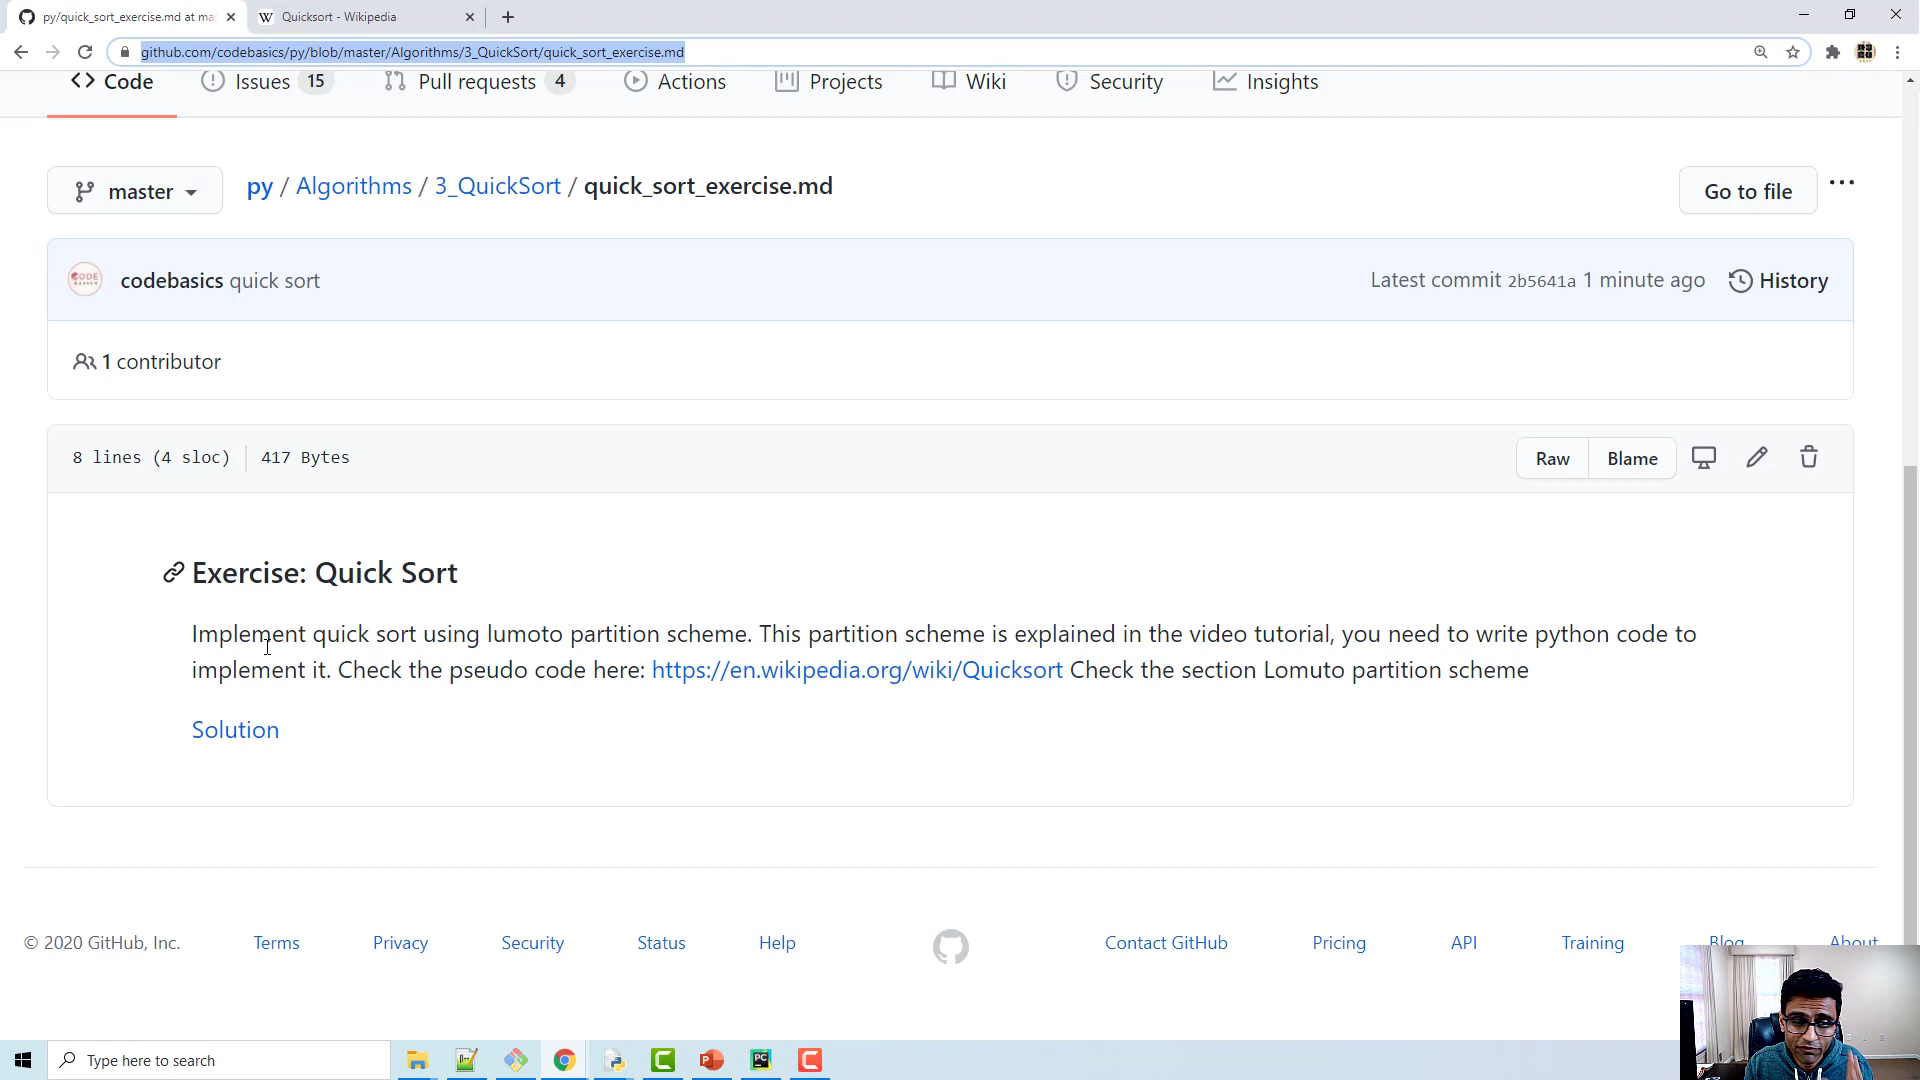 py/quick_sort_exercise.md at ma
Quicksort - Wikipedia
github.com/codebasics/py/blob/master/Algorithms/3_QuickSort/quick_sort_exercise.md
Code
Issues 15
Pull requests 4
Actions
Projects
Wiki
Security
Insights
master
py / Algorithms / 3_QuickSort / quick_sort_exercise.md
Go to file
codebasics quick sort
Latest commit 2b5641a 1 minute ago
History
1 contributor
8 lines (4 sloc)
417 Bytes
Raw
Blame
Exercise: Quick Sort
Implement quick sort using lumoto partition scheme. This partition scheme is explained in the video tutorial, you need to write python code to
implement it. Check the pseudo code here: https://en.wikipedia.org/wiki/Quicksort Check the section Lomuto partition scheme
Solution
© 2020 GitHub, Inc.
Terms
Privacy
Security
Status
Help
Contact GitHub
Pricing
API
Training
Blog
About
Type here to search